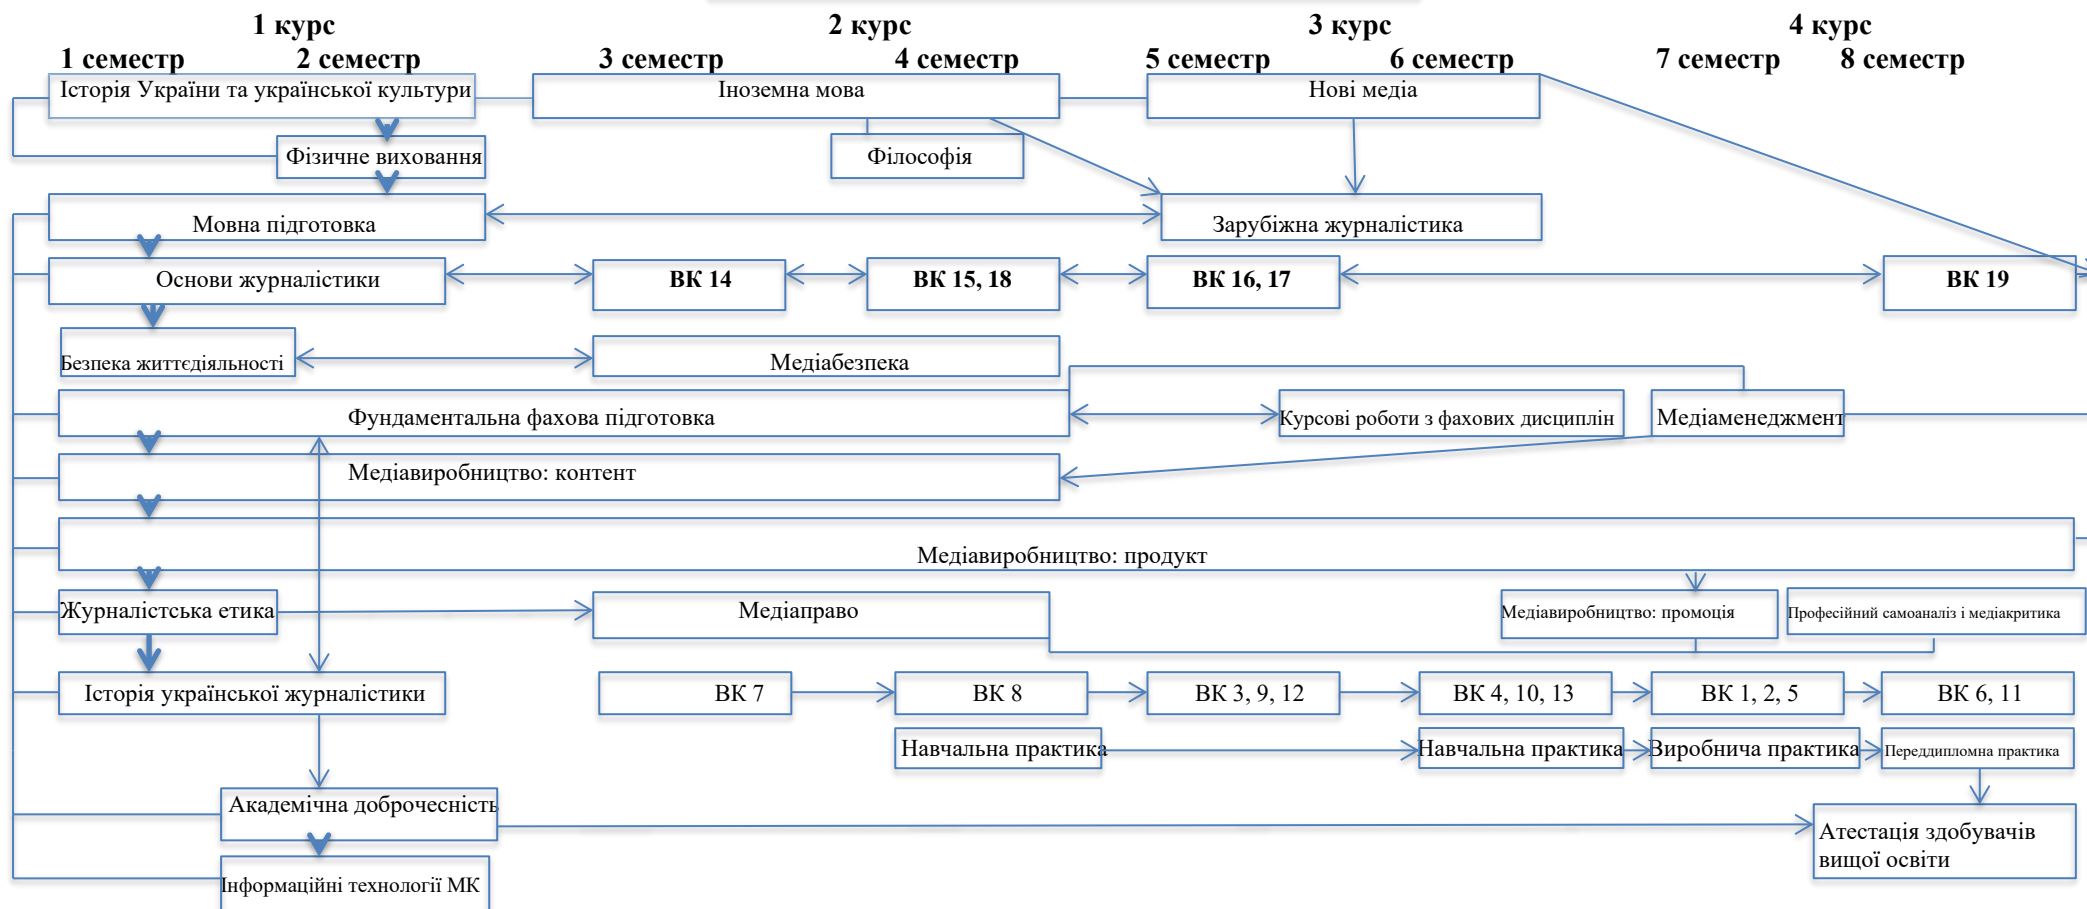 1 курс 2 курс 3 курс 4 курс
1 семестр 2 семестр 3 семестр 4 семестр 5 семестр 6 семестр 7 семестр 8 семестр
Історія України та української культури Іноземна мова Нові медіа
Фізичне виховання Філософія
Мовна підготовка Зарубіжна журналістика
Основи журналістики ВК 14 ВК 15, 18 ВК 16, 17 ВК 19
Безпека життєдіяльності Медіабезпека
Фундаментальна фахова підготовка Курсові роботи з фахових дисциплін Медіаменеджмент
Медіавиробництво: контент
Медіавиробництво: продукт
Журналістська етика Медіаправо Медіавиробництво: промоція Професійний самоаналіз і медіакритика
Історія української журналістики ВК 7 ВК 8 ВК 3, 9, 12 ВК 4, 10, 13 ВК 1, 2, 5 ВК 6, 11
Навчальна практика Навчальна практика Виробнича практика Переддипломна практика
Академічна доброчесність
Атестація здобувачів
вищої освіти
Інформаційні технології МК